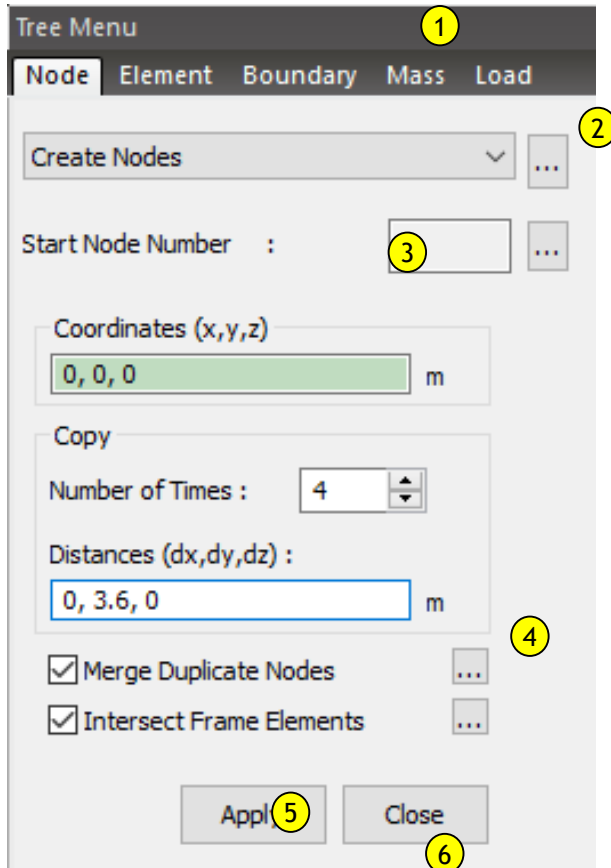 Tree Menu 1
Node Element Boundary Mass Load
2
Create Nodes ...
Start Node Number : 3 ...
Coordinates (x,y,z)
0, 0, 0 m
Copy
Number of Times : 4
Distances (dx,dy,dz) :
0, 3.6, 0 m
4
Merge Duplicate Nodes ...
Intersect Frame Elements ...
Apply 5 Close
6